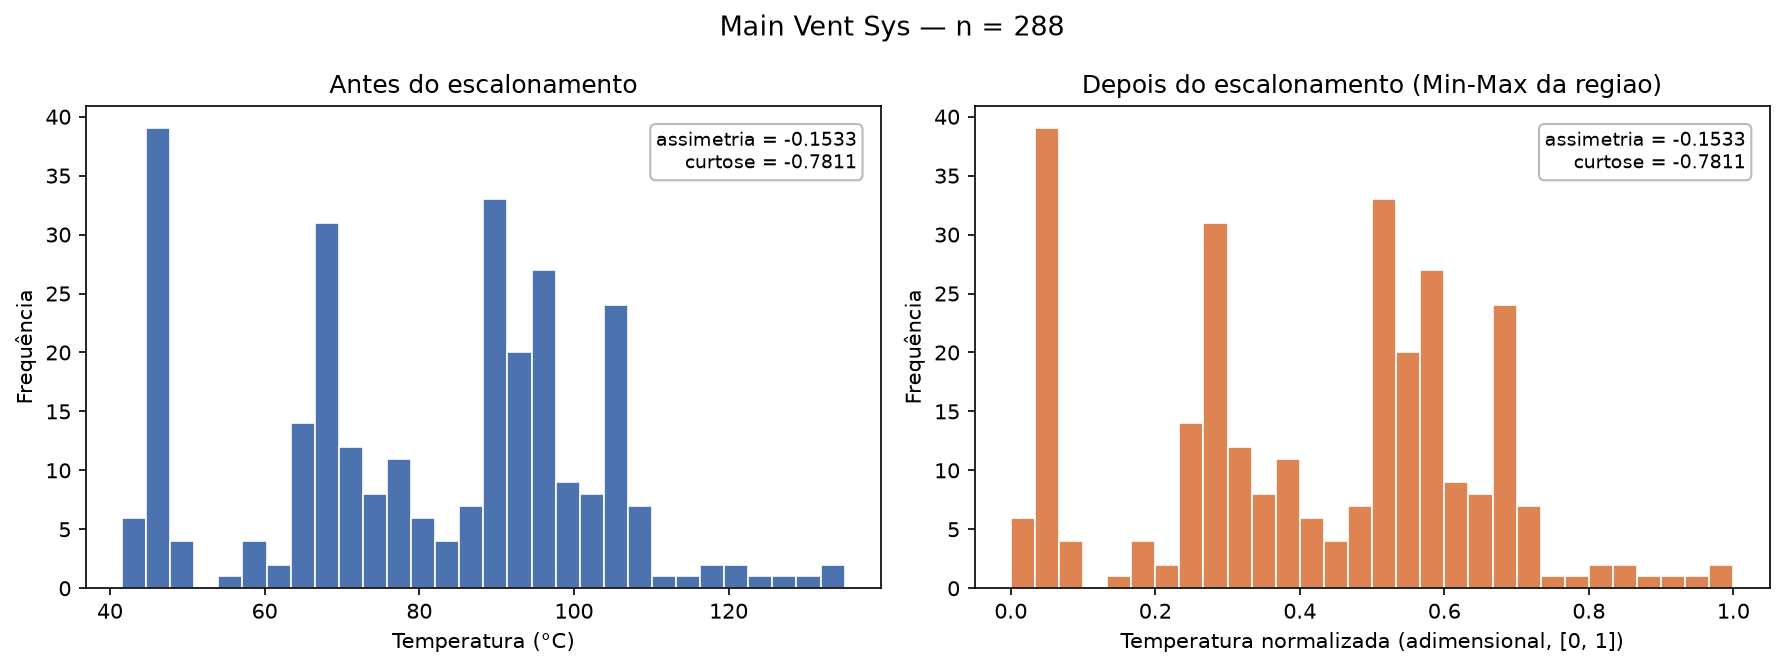 Main Vent Sys — n = 288
Antes do escalonamento
assimetria = -0.1533
curtose = -0.7811
Frequência
40
35
30
25
20
15
10
5
0
40 60 80 100 120
Temperatura (°C)
Depois do escalonamento (Min-Max da regiao)
assimetria = -0.1533
curtose = -0.7811
Frequência
40
35
30
25
20
15
10
5
0
0.0 0.2 0.4 0.6 0.8 1.0
Temperatura normalizada (adimensional, [0, 1])